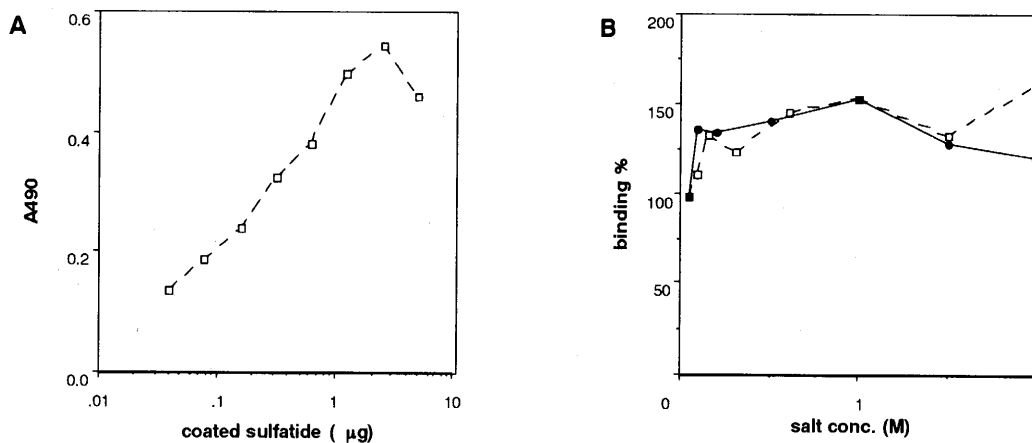 A
0.6
0.4
0.2
0.0
A490
.01
.1
1
10
coated sulfatide ( μg)
B
200
150
100
50
0
binding %
1
salt conc. (M)